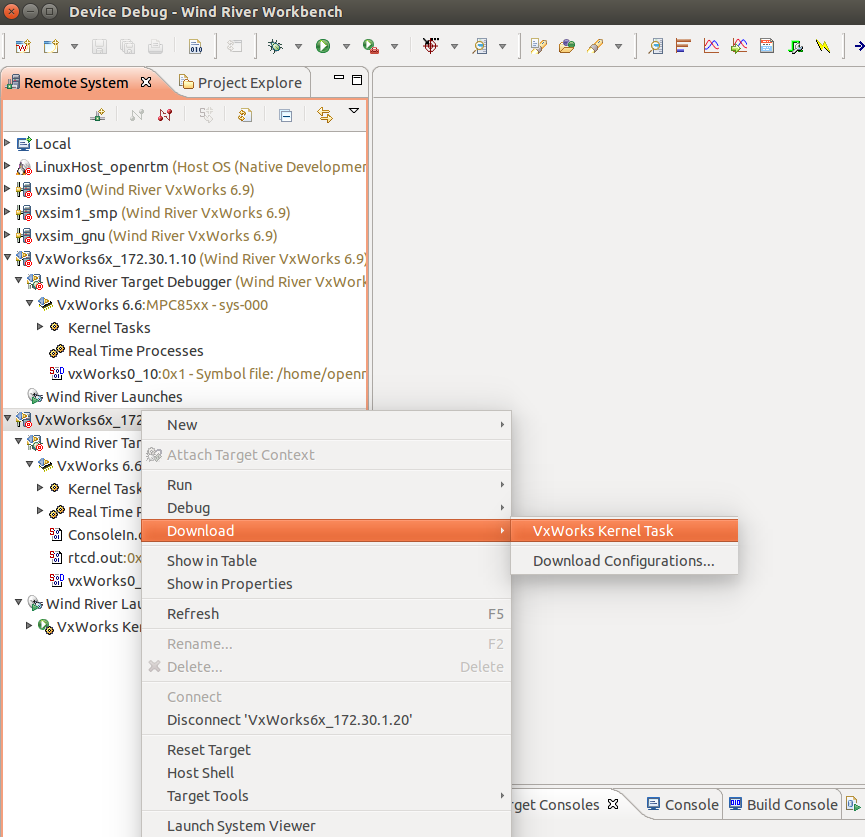 Device Debug - Wind River Workbench
Remote System
Project Explore
Local
LinuxHost_openrtm (Host OS (Native Developmen
vxsim0 (Wind River VxWorks 6.9)
vxsim1_smp (Wind River VxWorks 6.9)
vxsim_gnu (Wind River VxWorks 6.9)
VxWorks6x_172.30.1.10 (Wind River VxWorks 6.9)
Wind River Target Debugger (Wind River VxWork
VxWorks 6.6:MPC85xx - sys-000
Kernel Tasks
Real Time Processes
vxWorks0_10:0x1 - Symbol file: /home/openr
Wind River Launches
VxWorks6x_172
Wind River Tar
VxWorks 6.6
Kernel Task
Real Time P
ConsoleIn.o
rtcd.out:0x
vxWorks0_
Wind River Lau
VxWorks Ker
New
Attach Target Context
Run
Debug
Download
VxWorks Kernel Task
Download Configurations...
Show in Table
Show in Properties
Refresh F5
Rename... F2
Delete... Delete
Connect
Disconnect 'VxWorks6x_172.30.1.20'
Reset Target
Host Shell
Target Tools
Launch System Viewer
rget Consoles
Console
Build Console